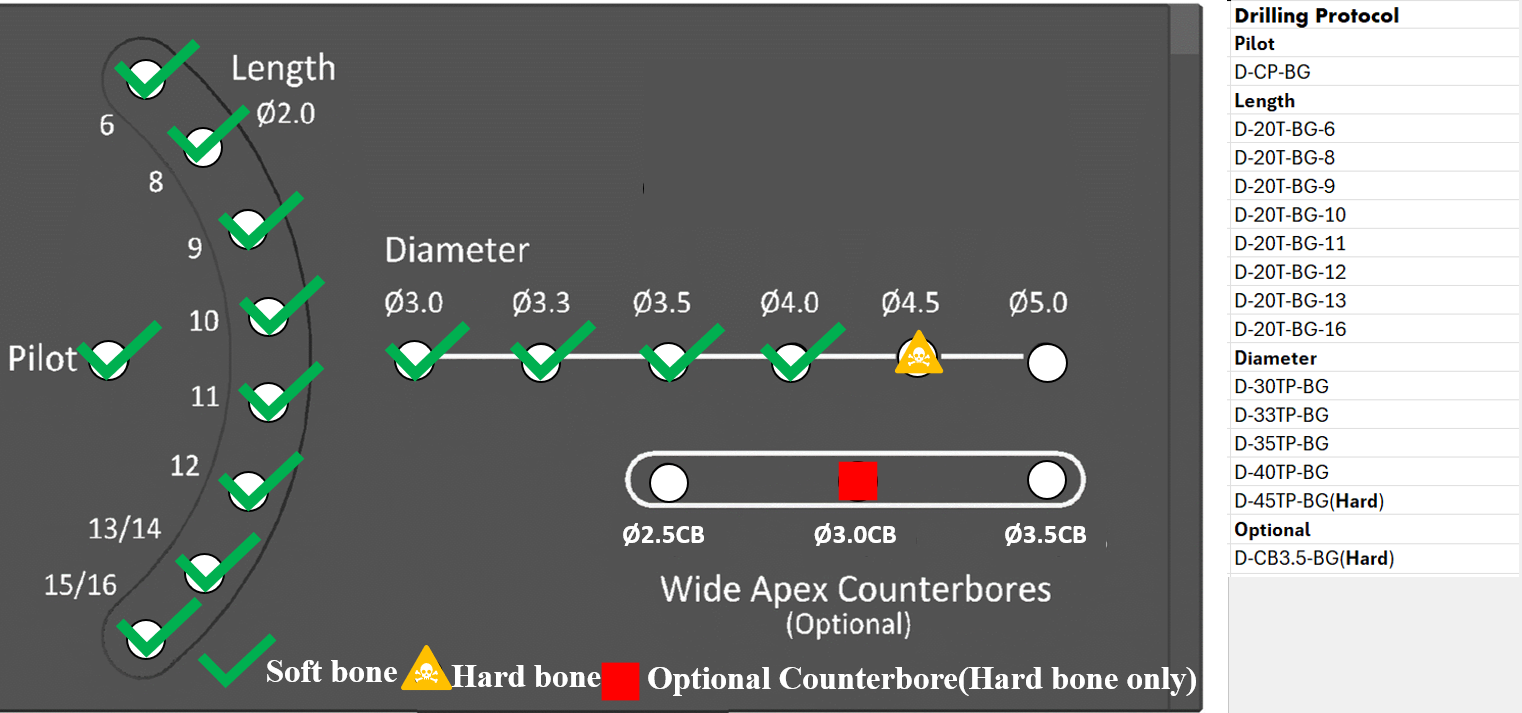 Length
Ø2.0
6
8
9
10
Pilot
11
12
13/14
15/16
Diameter
Ø3.0 Ø3.3 Ø3.5 Ø4.0 Ø4.5 Ø5.0
Ø2.5CB Ø3.0CB Ø3.5CB
Wide Apex Counterbores
(Optional)
Soft bone Hard bone Optional Counterbore(Hard bone only)
Drilling Protocol
Pilot
D-CP-BG
Length
D-20T-BG-6
D-20T-BG-8
D-20T-BG-9
D-20T-BG-10
D-20T-BG-11
D-20T-BG-12
D-20T-BG-13
D-20T-BG-16
Diameter
D-30TP-BG
D-33TP-BG
D-35TP-BG
D-40TP-BG
D-45TP-BG(Hard)
Optional
D-CB3.5-BG(Hard)